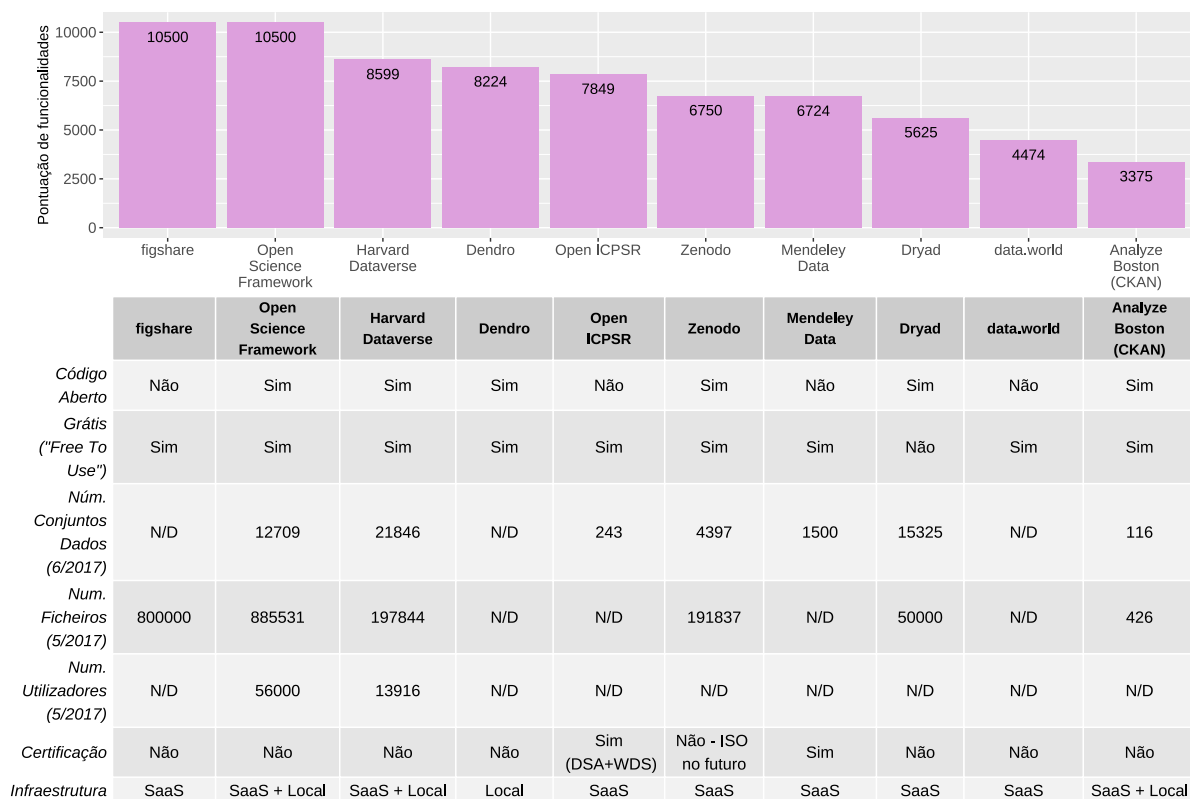 Pontuação de funcionalidades
10000
7500
5000
2500
0
10500
10500
8599
8224
7849
6750
6724
5625
4474
3375
figshare
Open
Science
Framework
Harvard
Dataverse
Dendro
Open ICPSR
Zenodo
Mendeley
Data
Dryad
data.world
Analyze
Boston
(CKAN)
figshare
Open
Science
Framework
Harvard
Dataverse
Dendro
Open
ICPSR
Zenodo
Mendeley
Data
Dryad
data.world
Analyze
Boston
(CKAN)
Código
Aberto
Não Sim Sim Sim Não Sim Não Sim Não Sim
Grátis
("Free To
Use")
Sim Sim Sim Sim Sim Sim Sim Não Sim Sim
Núm.
Conjuntos
Dados
(6/2017)
N/D 12709 21846 N/D 243 4397 1500 15325 N/D 116
Num.
Ficheiros
(5/2017)
800000 885531 197844 N/D N/D 191837 N/D 50000 N/D 426
Num.
Utilizadores
(5/2017)
N/D 56000 13916 N/D N/D N/D N/D N/D N/D N/D
Certificação
Não Não Não Não
Sim
(DSA+WDS)
Não - ISO
no futuro
Sim Não Não Não
Infraestrutura
SaaS SaaS + Local SaaS + Local Local SaaS SaaS SaaS SaaS SaaS SaaS + Local